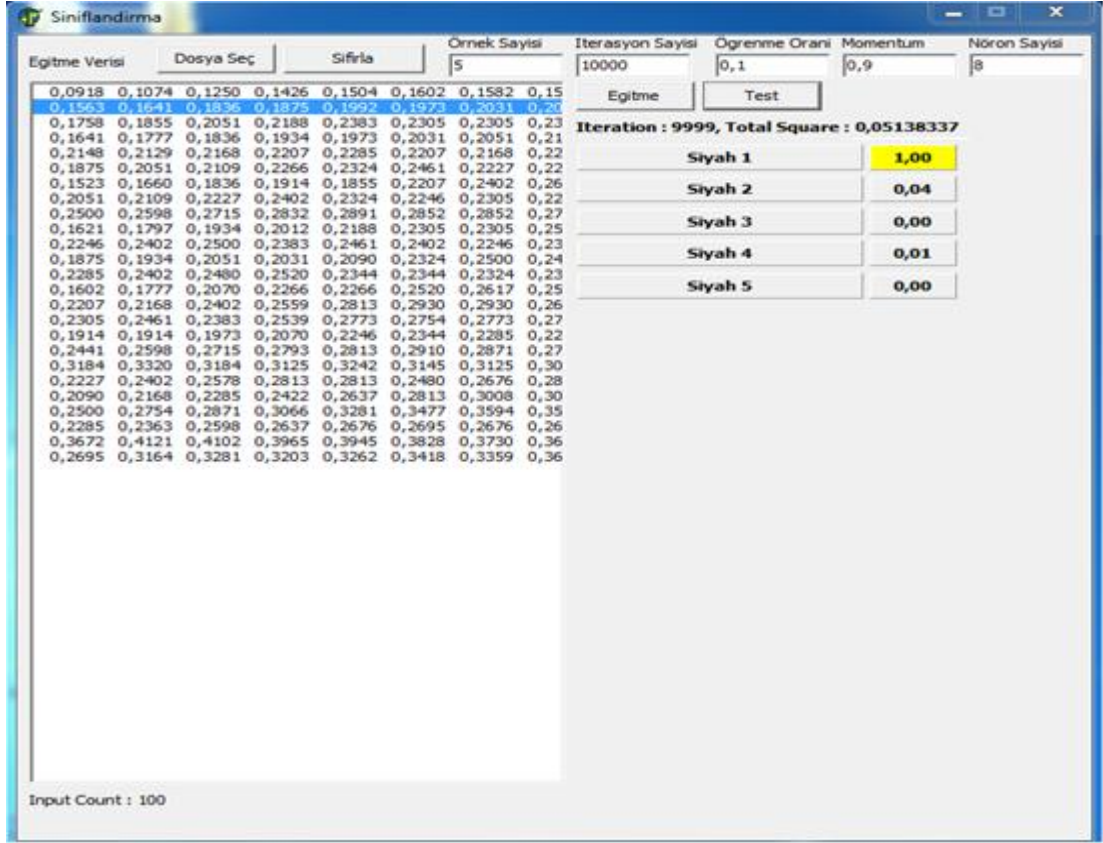 Siniflandirma
Örnek Sayisi Iterasyon Sayisi Ögrenme Orani Momentum Nöron Sayisi
Egitme Verisi Dosya Seç Sifirla 5 10000 0,1 0,9 8
Egitme Test
Iteration : 9999, Total Square : 0,05138337
Siyah 1 1,00
Siyah 2 0,04
Siyah 3 0,00
Siyah 4 0,01
Siyah 5 0,00
0,0918 0,1074 0,1250 0,1426 0,1504 0,1602 0,1582 0,15
0,1563 0,1641 0,1836 0,1875 0,1992 0,1973 0,2031 0,20
0,1758 0,1855 0,2051 0,2188 0,2383 0,2305 0,2305 0,23
0,1641 0,1777 0,1836 0,1934 0,1973 0,2031 0,2051 0,21
0,2148 0,2129 0,2168 0,2207 0,2285 0,2207 0,2168 0,22
0,1875 0,2051 0,2109 0,2266 0,2324 0,2461 0,2227 0,22
0,1523 0,1660 0,1836 0,1914 0,1855 0,2207 0,2402 0,26
0,2051 0,2109 0,2227 0,2402 0,2324 0,2246 0,2305 0,22
0,2500 0,2598 0,2715 0,2832 0,2891 0,2852 0,2852 0,27
0,1621 0,1797 0,1934 0,2012 0,2188 0,2305 0,2305 0,25
0,2246 0,2402 0,2500 0,2383 0,2461 0,2402 0,2246 0,23
0,1875 0,1934 0,2051 0,2031 0,2090 0,2324 0,2500 0,24
0,2285 0,2402 0,2480 0,2520 0,2344 0,2344 0,2324 0,23
0,1602 0,1777 0,2070 0,2266 0,2266 0,2520 0,2617 0,25
0,2207 0,2168 0,2402 0,2559 0,2813 0,2930 0,2930 0,26
0,2305 0,2461 0,2383 0,2539 0,2773 0,2754 0,2773 0,27
0,1914 0,1914 0,1973 0,2070 0,2246 0,2344 0,2285 0,22
0,2441 0,2598 0,2715 0,2793 0,2813 0,2910 0,2871 0,27
0,3184 0,3320 0,3184 0,3125 0,3242 0,3145 0,3125 0,30
0,2227 0,2402 0,2578 0,2813 0,2813 0,2480 0,2676 0,28
0,2090 0,2168 0,2285 0,2422 0,2637 0,2813 0,3008 0,30
0,2500 0,2754 0,2871 0,3066 0,3281 0,3477 0,3594 0,35
0,2285 0,2363 0,2598 0,2637 0,2676 0,2695 0,2676 0,26
0,3672 0,4121 0,4102 0,3965 0,3945 0,3828 0,3730 0,36
0,2695 0,3164 0,3281 0,3203 0,3262 0,3418 0,3359 0,36
Input Count : 100